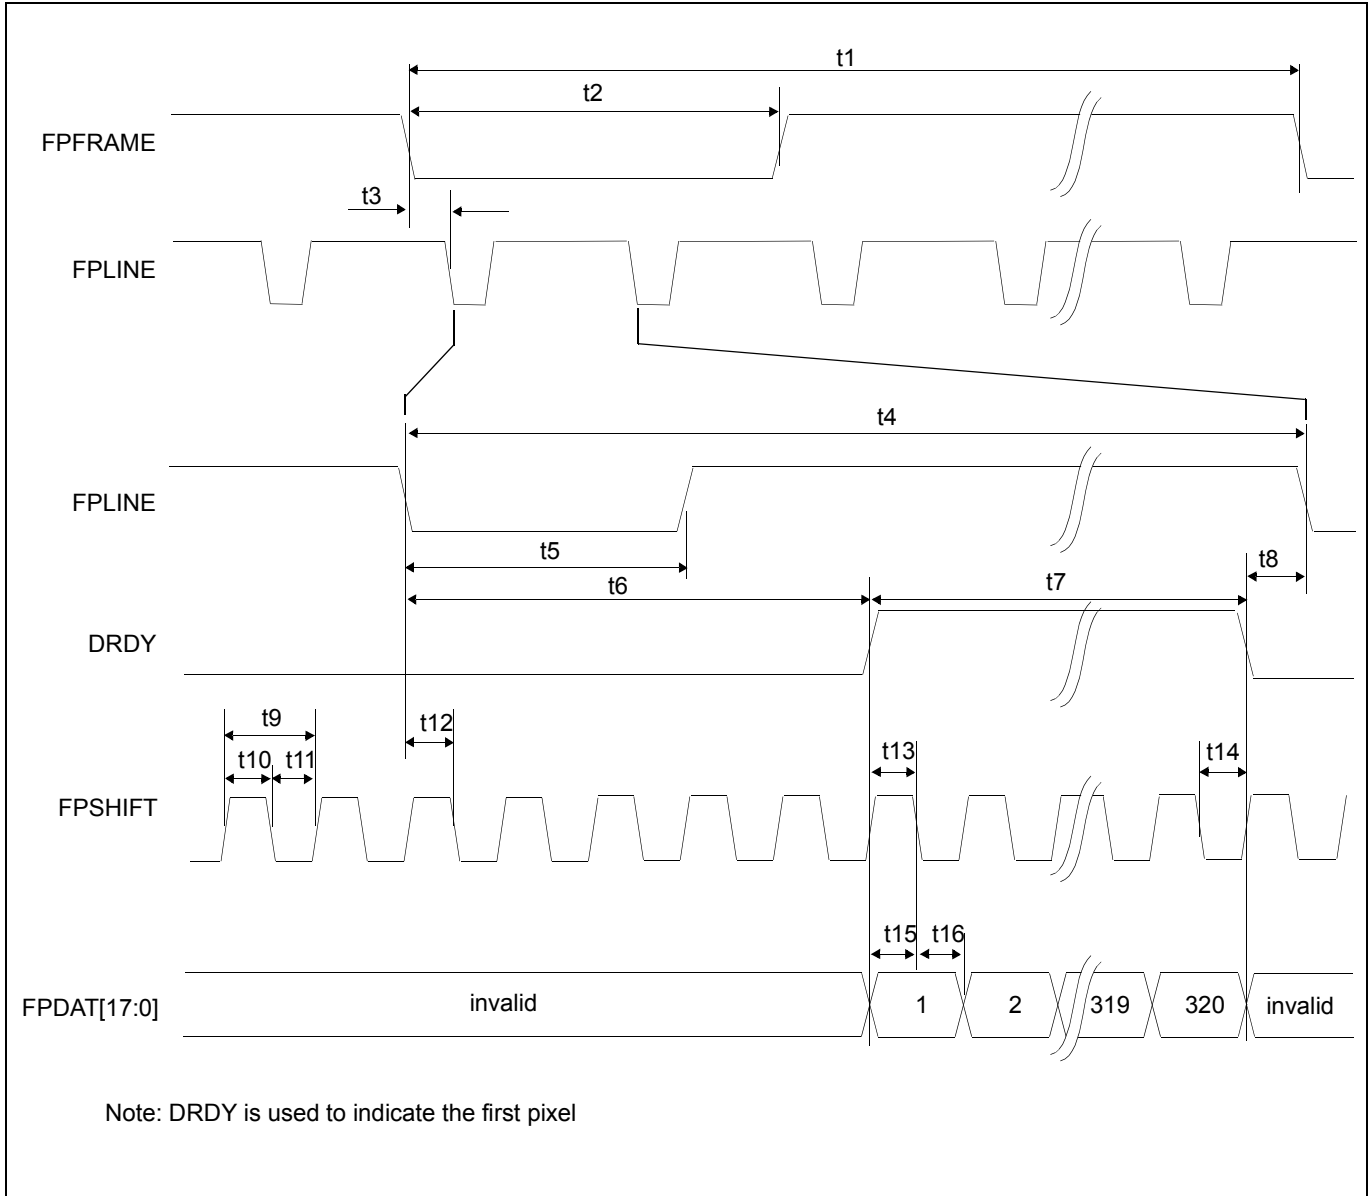 t1
t2
FPFRAME
t3
FPLINE
t4
FPLINE
t5
t8
t6
t7
DRDY
t9
t12
t10
t11
t13
t14
FPSHIFT
t15
t16
FPDAT[17:0]
invalid
1
2
319
320
invalid
Note: DRDY is used to indicate the first pixel